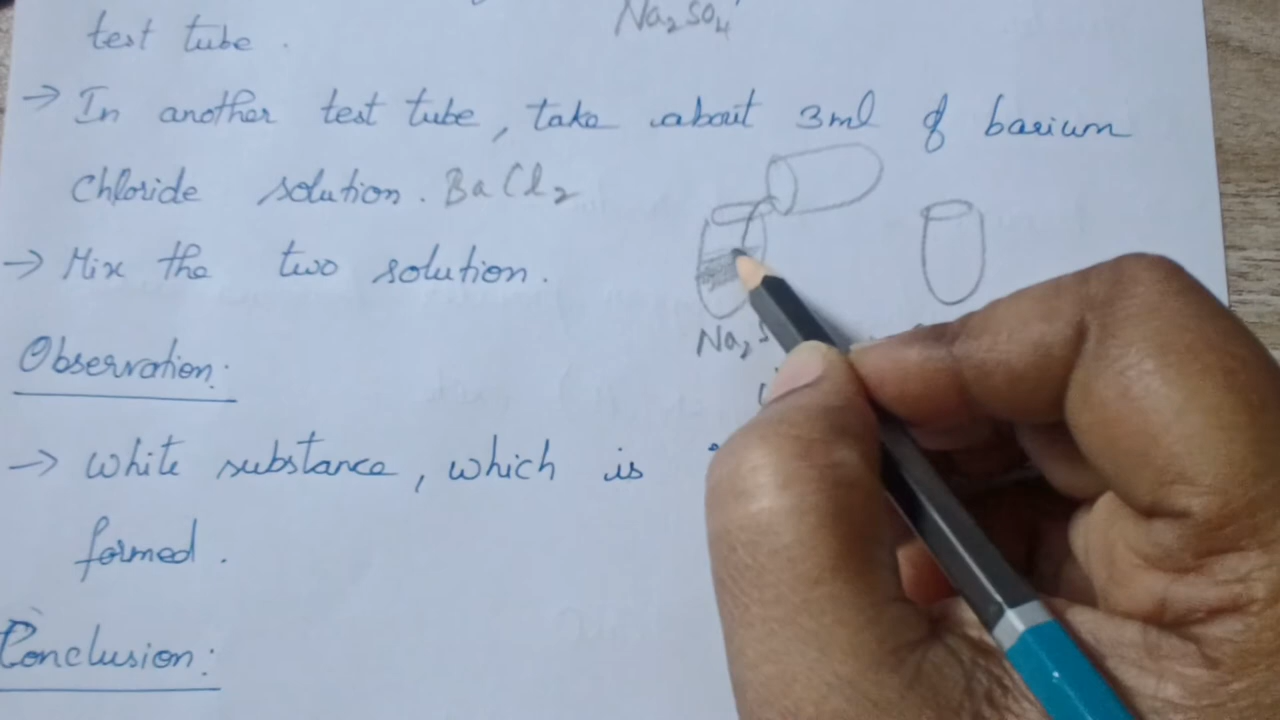 Na₂SO₄
test tube.
→ In another test tube, take about 3ml of barium
Chloride solution. BaCl₂
→ Mix the two solution.
Na₂S
Observation:
→ White substance, which is
formed.
Conclusion: